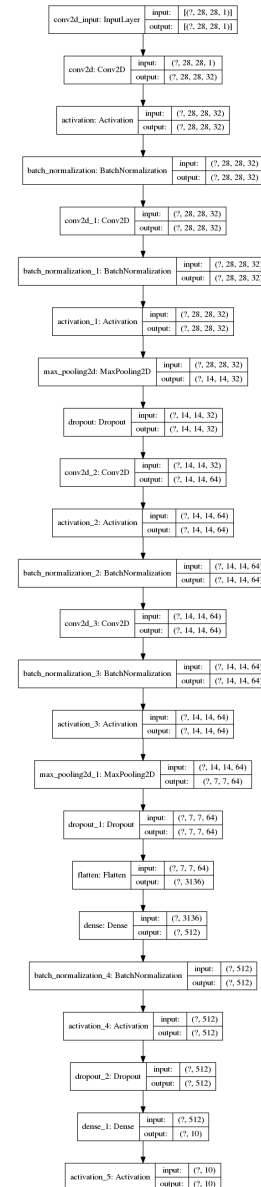 conv2d_input: InputLayer
input: [(?, 28, 28, 1)]
output: [(?, 28, 28, 1)]
conv2d: Conv2D
input: (?, 28, 28, 1)
output: (?, 28, 28, 32)
activation: Activation
input: (?, 28, 28, 32)
output: (?, 28, 28, 32)
batch_normalization: BatchNormalization
input: (?, 28, 28, 32)
output: (?, 28, 28, 32)
conv2d_1: Conv2D
input: (?, 28, 28, 32)
output: (?, 28, 28, 32)
batch_normalization_1: BatchNormalization
input: (?, 28, 28, 32)
output: (?, 28, 28, 32)
activation_1: Activation
input: (?, 28, 28, 32)
output: (?, 28, 28, 32)
max_pooling2d: MaxPooling2D
input: (?, 28, 28, 32)
output: (?, 14, 14, 32)
dropout: Dropout
input: (?, 14, 14, 32)
output: (?, 14, 14, 32)
conv2d_2: Conv2D
input: (?, 14, 14, 32)
output: (?, 14, 14, 64)
activation_2: Activation
input: (?, 14, 14, 64)
output: (?, 14, 14, 64)
batch_normalization_2: BatchNormalization
input: (?, 14, 14, 64)
output: (?, 14, 14, 64)
conv2d_3: Conv2D
input: (?, 14, 14, 64)
output: (?, 14, 14, 64)
batch_normalization_3: BatchNormalization
input: (?, 14, 14, 64)
output: (?, 14, 14, 64)
activation_3: Activation
input: (?, 14, 14, 64)
output: (?, 14, 14, 64)
max_pooling2d_1: MaxPooling2D
input: (?, 14, 14, 64)
output: (?, 7, 7, 64)
dropout_1: Dropout
input: (?, 7, 7, 64)
output: (?, 7, 7, 64)
flatten: Flatten
input: (?, 7, 7, 64)
output: (?, 3136)
dense: Dense
input: (?, 3136)
output: (?, 512)
batch_normalization_4: BatchNormalization
input: (?, 512)
output: (?, 512)
activation_4: Activation
input: (?, 512)
output: (?, 512)
dropout_2: Dropout
input: (?, 512)
output: (?, 512)
dense_1: Dense
input: (?, 512)
output: (?, 10)
activation_5: Activation
input: (?, 10)
output: (?, 10)